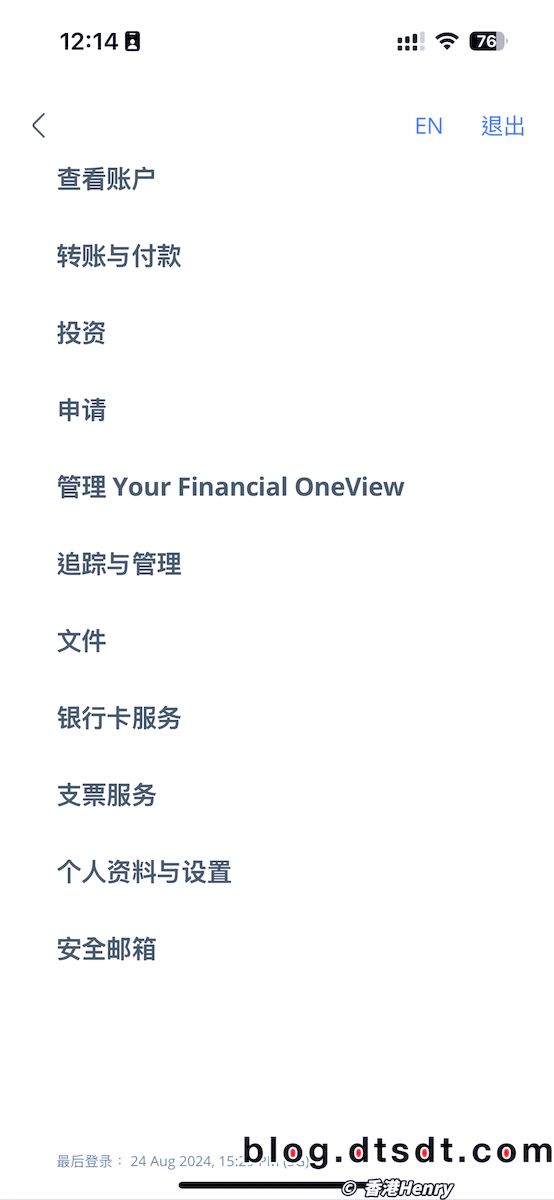 12:14
76
EN
退出
查看账户
转账与付款
投资
申请
管理 Your Financial OneView
追踪与管理
文件
银行卡服务
支票服务
个人资料与设置
安全邮箱
blog.dtsdt.com
最后登录： 24 Aug 2024,
© 香港Henry